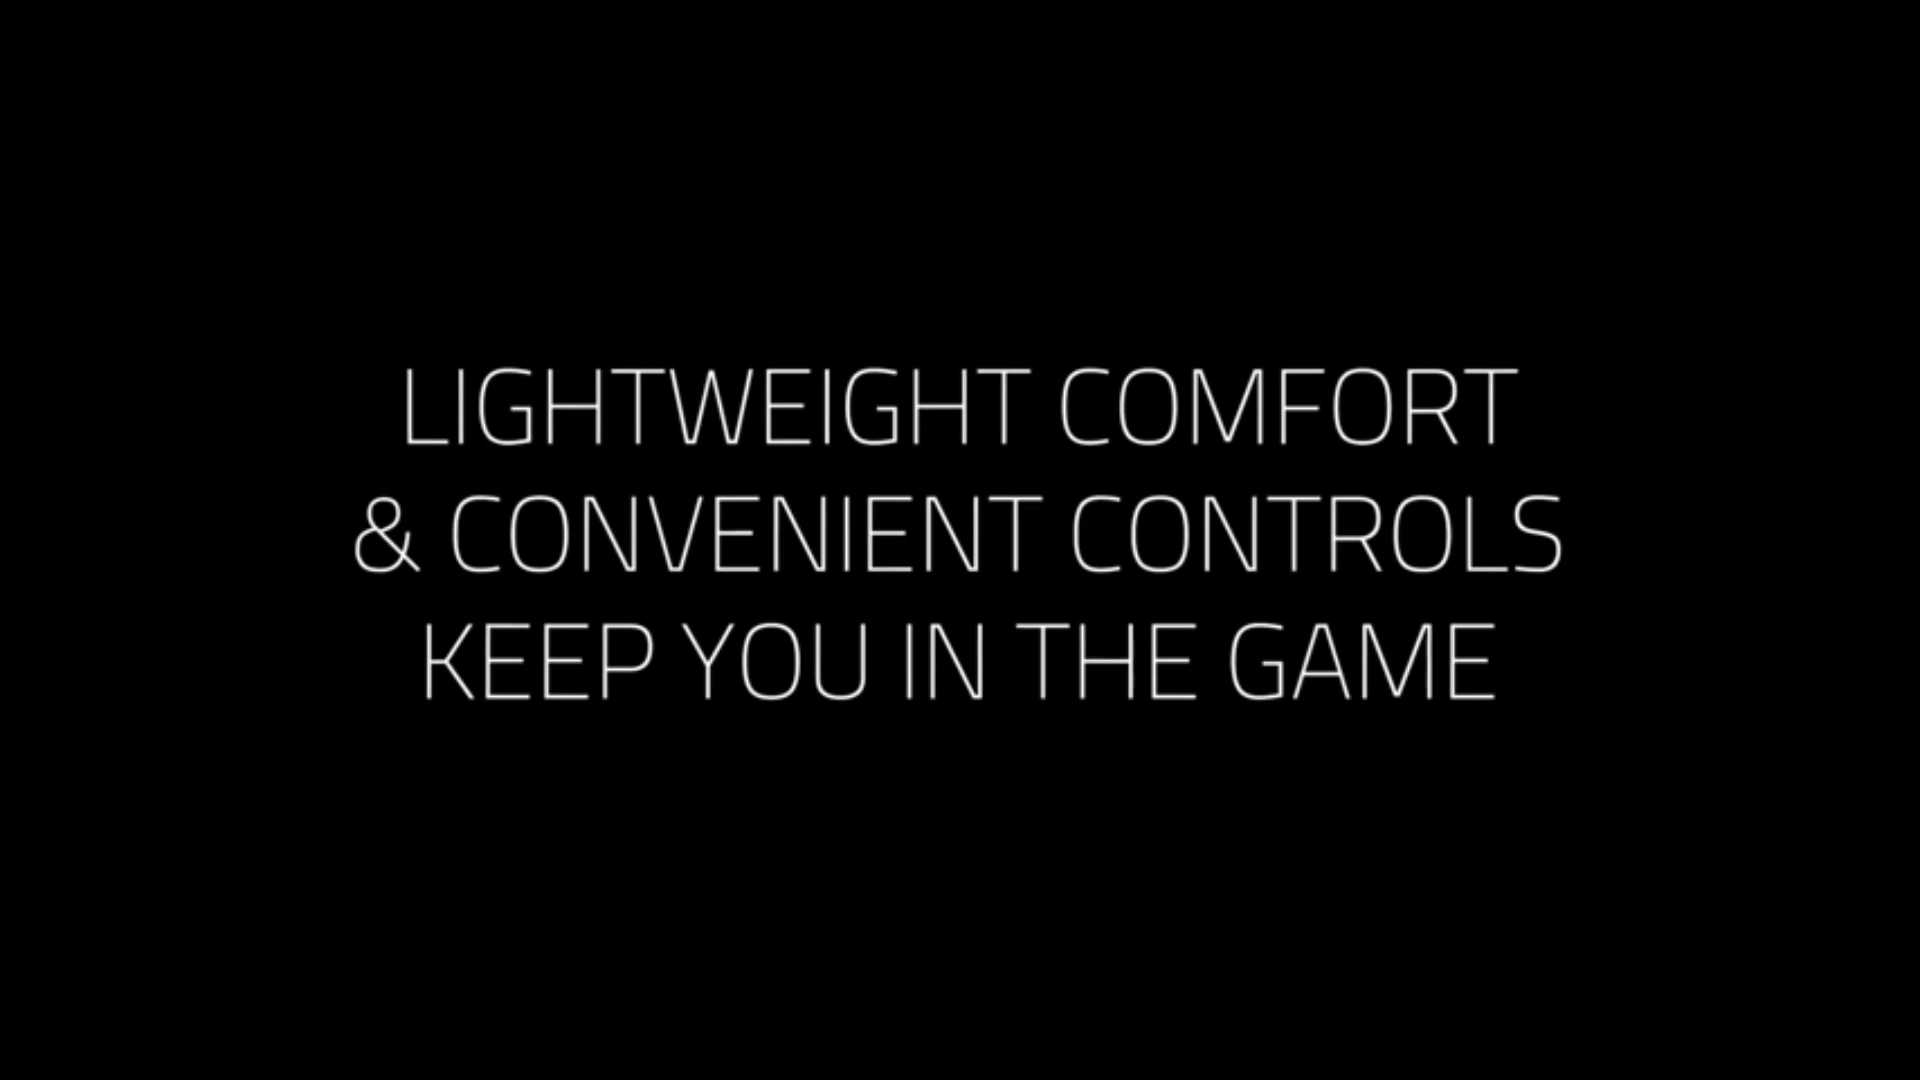 LIGHTWEIGHT COMFORT
& CONVENIENT CONTROLS
KEEP YOU IN THE GAME